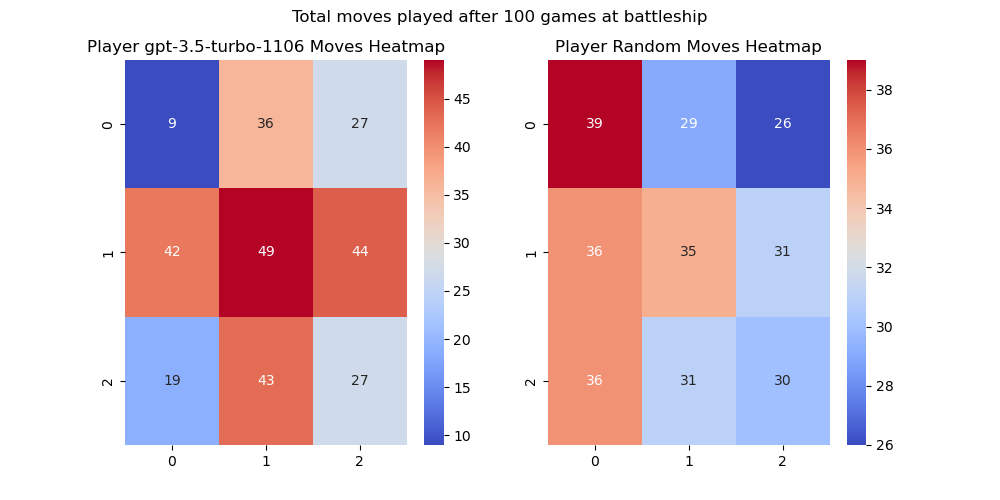 Total moves played after 100 games at battleship
Player gpt-3.5-turbo-1106 Moves Heatmap
0
1
2
9 36 27
42 49 44
19 43 27
0 1 2
45
40
35
30
25
20
15
10
Player Random Moves Heatmap
0
1
2
39 29 26
36 35 31
36 31 30
0 1 2
38
36
34
32
30
28
26